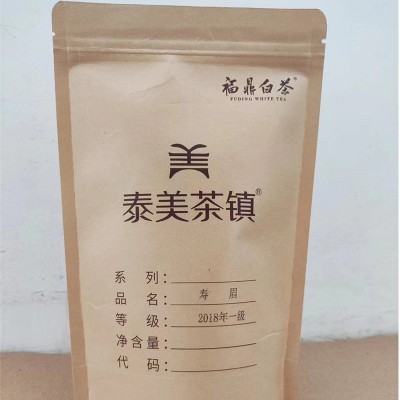 福鼎白茶®
FUDING WHITE TEA
泰美茶镇®
系 列：
品 名： 寿 眉
等 级： 2018年一级
净含量：
代 码：